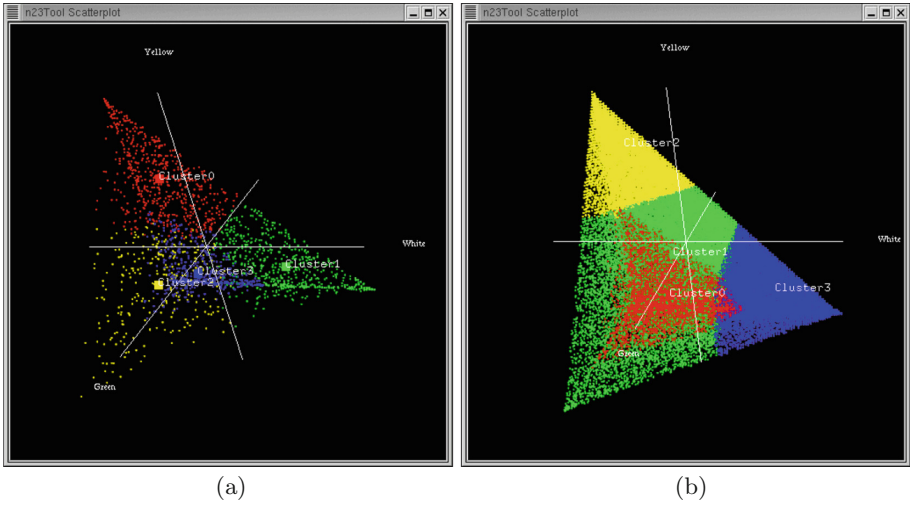 n23Tool Scatterplot
Yellow
Cluster0
White
Cluster1
Cluster3
Cluster2
Green
(a)
n23Tool Scatterplot
Yellow
Cluster2
White
Cluster1
Cluster3
Cluster0
Green
(b)